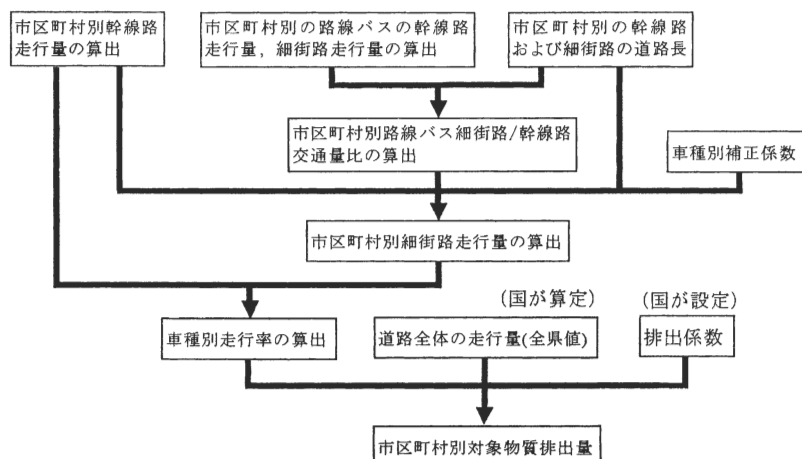 市区町村別幹線路
走行量の算出
市区町村別の路線バスの幹線路
走行量，細街路走行量の算出
市区町村別の幹線路
および細街路の道路長
市区町村別路線バス細街路/幹線路
交通量比の算出
車種別補正係数
市区町村別細街路走行量の算出
(国が算定)
(国が設定)
車種別走行率の算出
道路全体の走行量(全県値)
排出係数
市区町村別対象物質排出量